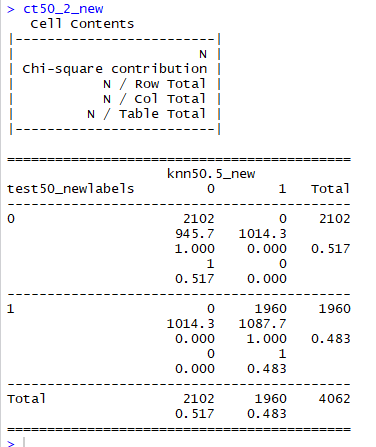 > ct50_2_new
Cell Contents
|-------------------------|
| N |
| Chi-square contribution |
| N / Row Total |
| N / Col Total |
| N / Table Total |
|-------------------------|
===========================================
knn50.5_new
test50_newlabels 0 1 Total
-------------------------------------------
0 2102 0 2102
945.7 1014.3
1.000 0.000 0.517
1 0
0.517 0.000
-------------------------------------------
1 0 1960 1960
1014.3 1087.7
0.000 1.000 0.483
0 1
0.000 0.483
-------------------------------------------
Total 2102 1960 4062
0.517 0.483
===========================================
>